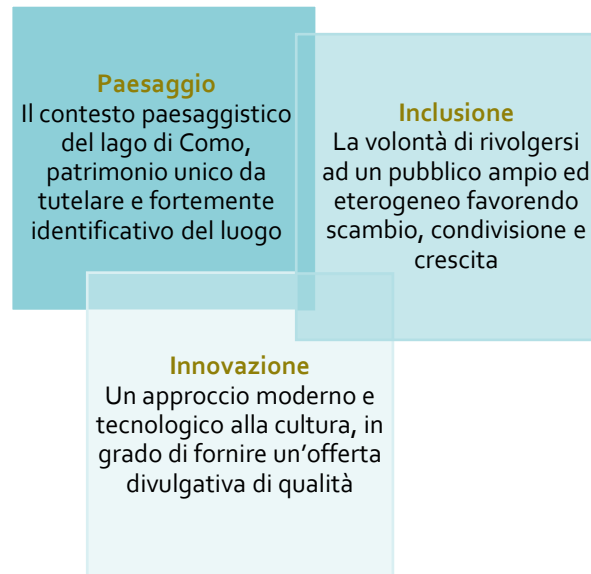 Paesaggio
Il contesto paesaggistico
del lago di Como,
patrimonio unico da
tutelare e fortemente
identificativo del luogo
Inclusione
La volontà di rivolgersi
ad un pubblico ampio ed
eterogeneo favorendo
scambio, condivisione e
crescita
Innovazione
Un approccio moderno e
tecnologico alla cultura, in
grado di fornire un’offerta
divulgativa di qualità